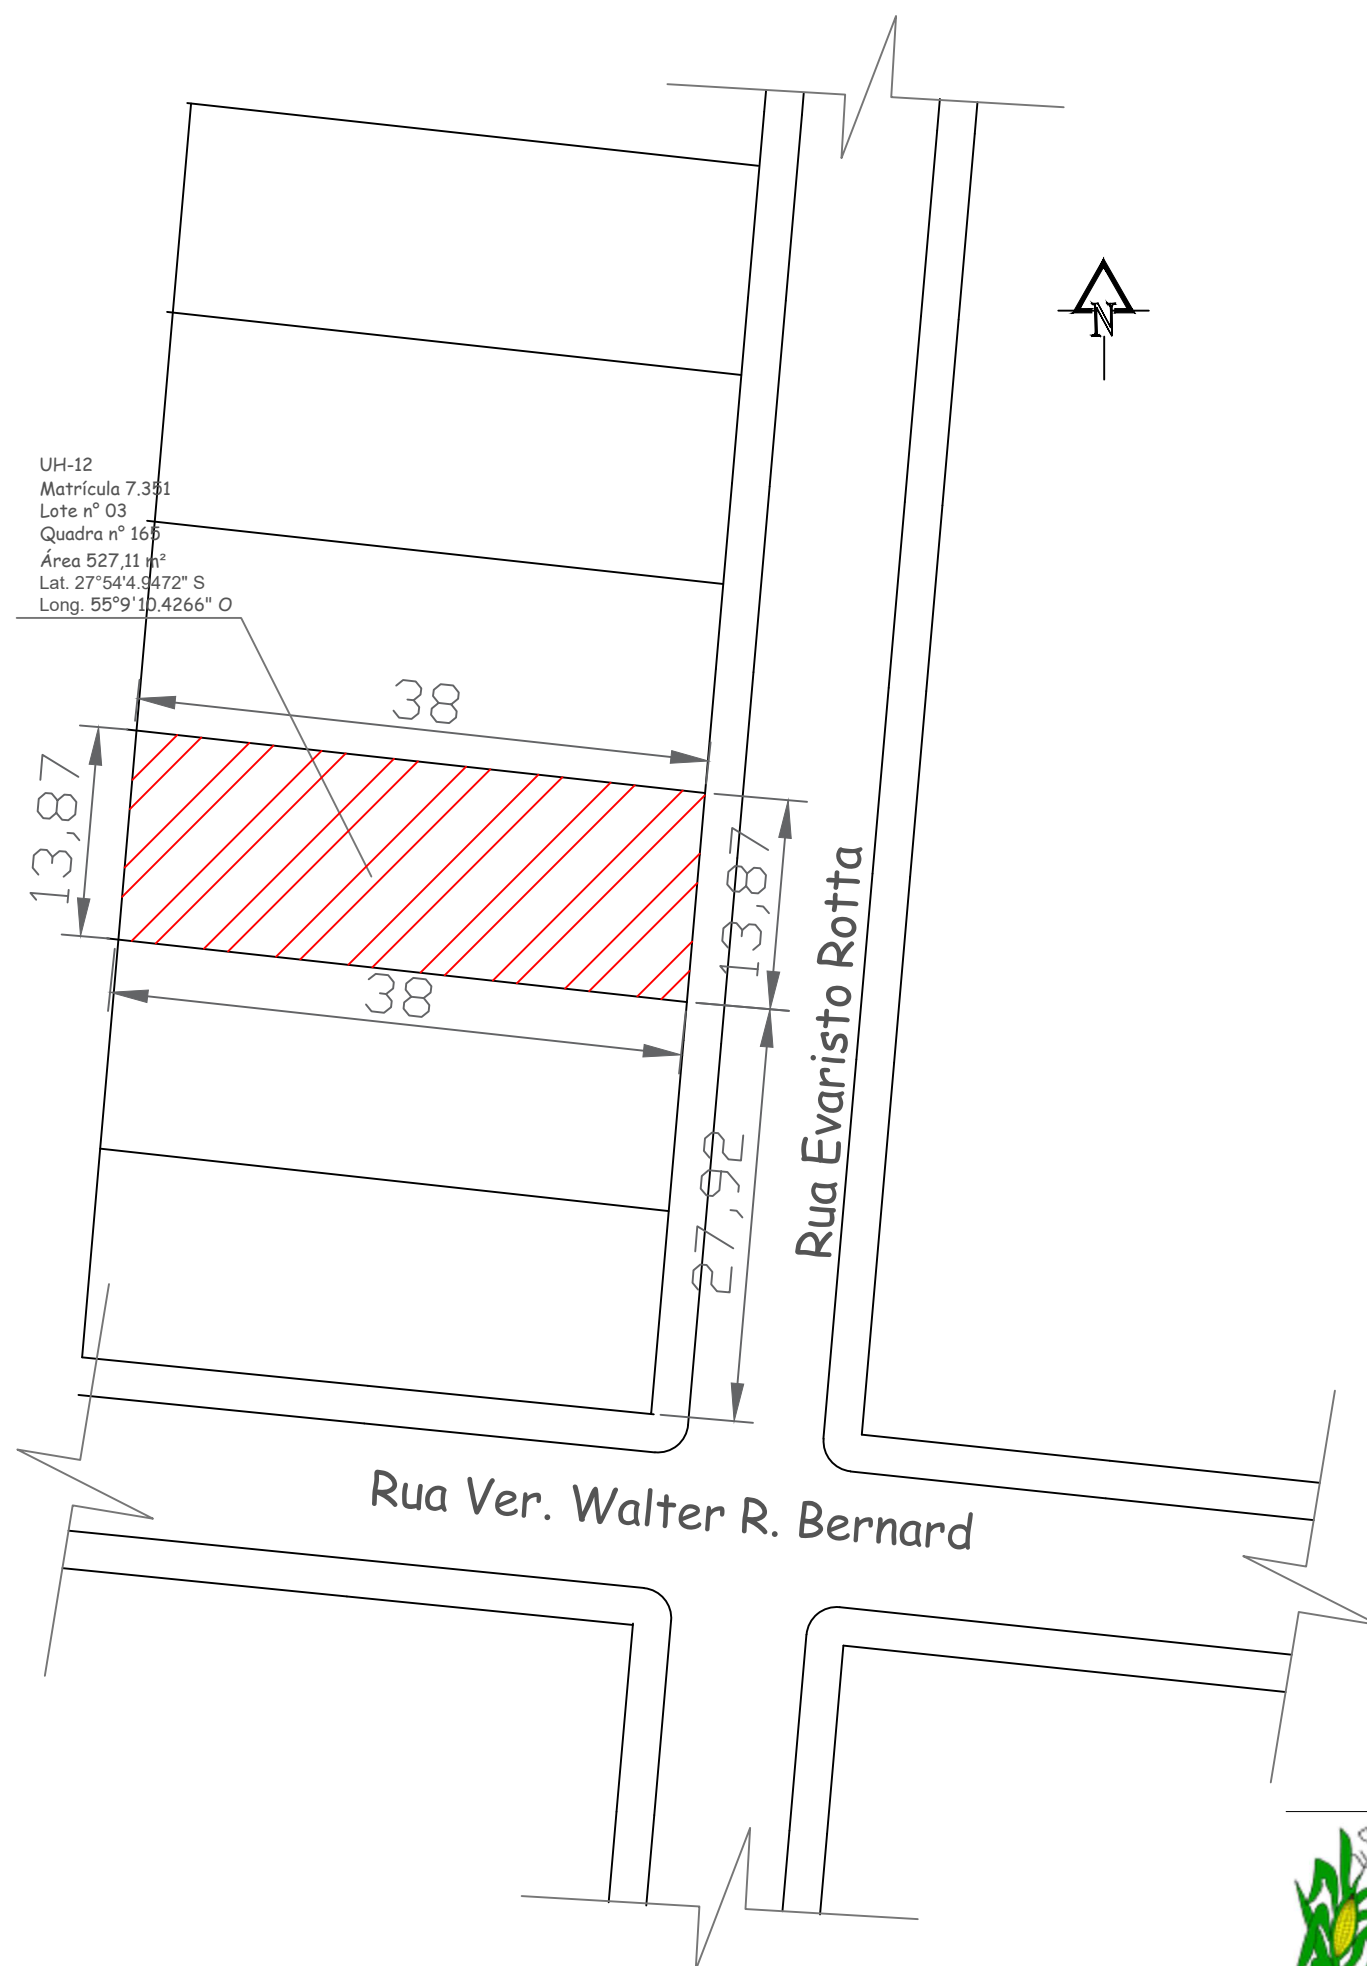 N
UH-12
Matrícula 7.351
Lote n° 03
Quadra n° 165
Área 527,11 m²
Lat. 27°54'4.9472" S
Long. 55°9'10.4266" O
38
13,87
13,87
38
27,92
Rua Evaristo Rotta
Rua Ver. Walter R. Bernard